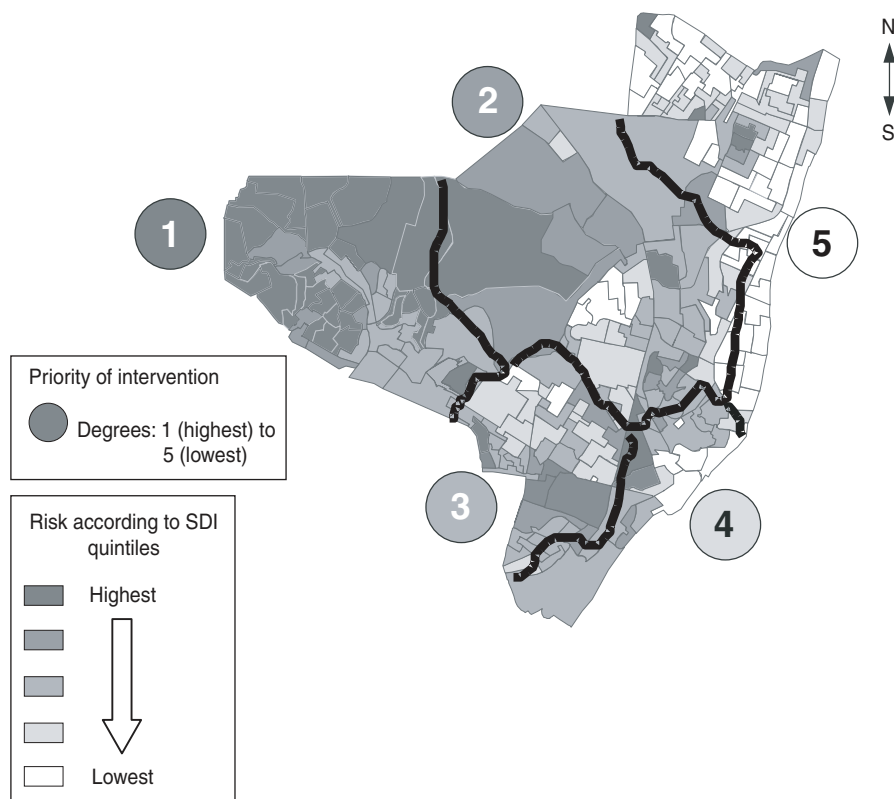 N
S
2
1
5
Priority of intervention
Degrees: 1 (highest) to
5 (lowest)
3
4
Risk according to SDI
quintiles
Highest
Lowest